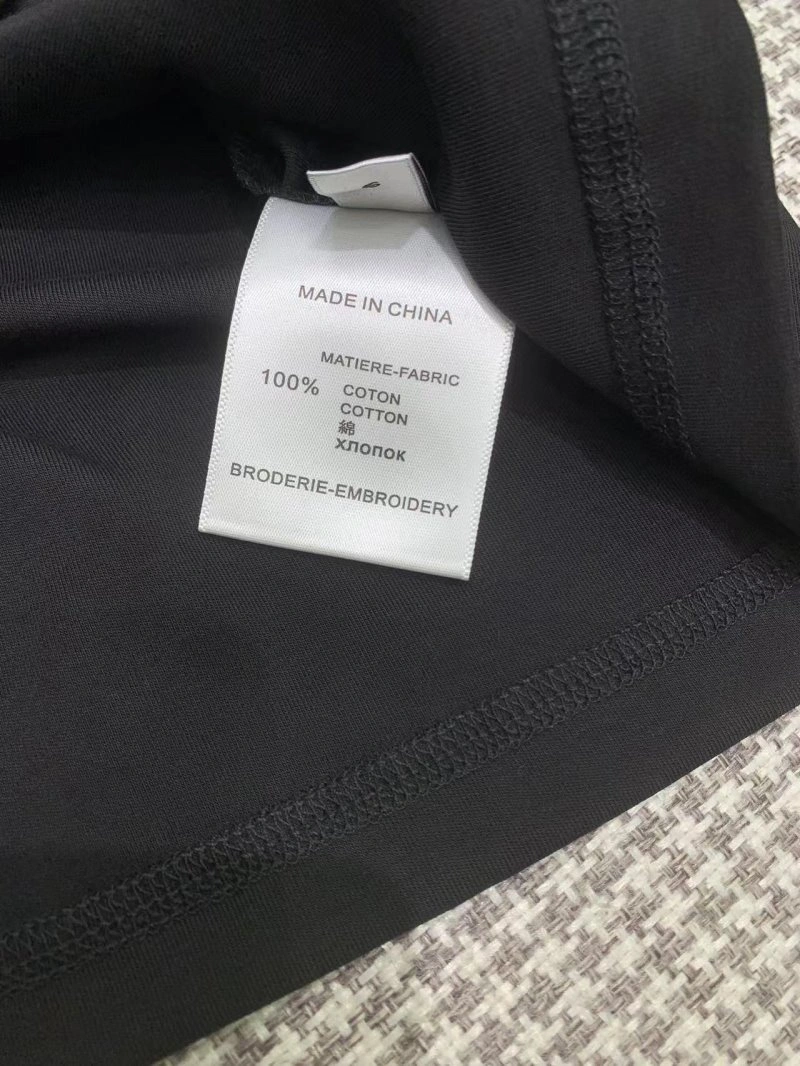 MADE IN CHINA
MATIERE-FABRIC
100% COTON
COTTON
綿
хлопок
BRODERIE-EMBROIDERY